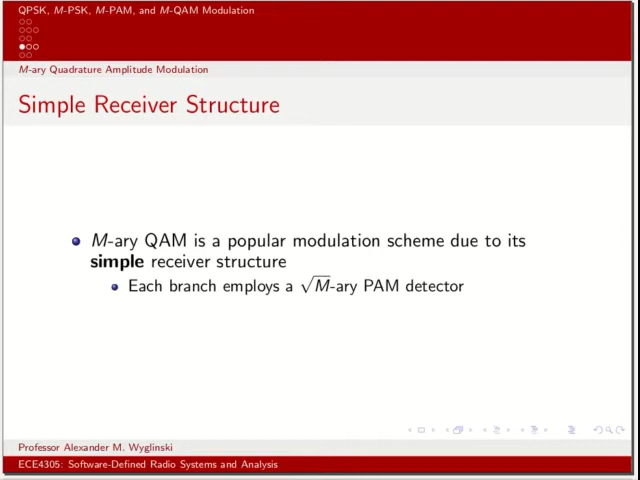 QPSK, M-PSK, M-PAM, and M-QAM Modulation
M-ary Quadrature Amplitude Modulation
Simple Receiver Structure
M-ary QAM is a popular modulation scheme due to its
simple receiver structure
Each branch employs a √M-ary PAM detector
Professor Alexander M. Wyglinski
ECE4305: Software-Defined Radio Systems and Analysis